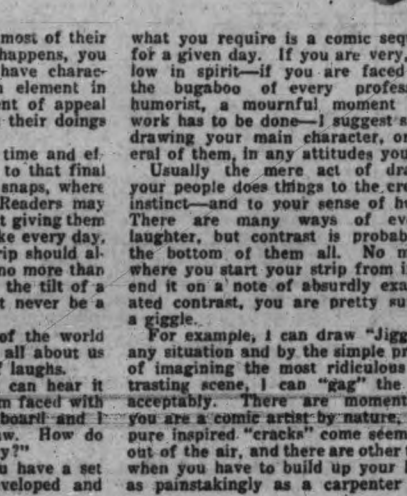 most of their
happens, you
have charac-
element in
nt of appeal
their doings
time and ef-
to that final
snaps, where
Readers may
t giving them
ke every day.
rip should al-
no more than
the tilt of a
t never be a
of the world
all about us
laughs.
can hear it
m faced with
board and I
w. How do
y?"
u have a set
veloped and
what you require is a comic seq
for a given day. If you are very,
low in spirit—if you are faced
the bugaboo of every profes
humorist, a mournful moment
work has to be done—I suggest
drawing your main character, or
eral of them, in any attitudes you
Usually the mere act of dra
your people does things to the cre
instinct—and to your sense of hu
There are many ways of ev
laughter, but contrast is probab
the bottom of them all. No m
where you start your strip from i
end it on a note of absurdly exa
ated contrast, you are pretty su
a giggle.
For example, I can draw "Jigg
any situation and by the simple pr
of imagining the most ridiculous
trasting scene, I can "gag" the
acceptably. There are moment
you are a comic artist by nature,
pure inspired "cracks" come seem
out of the air, and there are other t
when you have to build up your l
as painstakingly as a carpenter